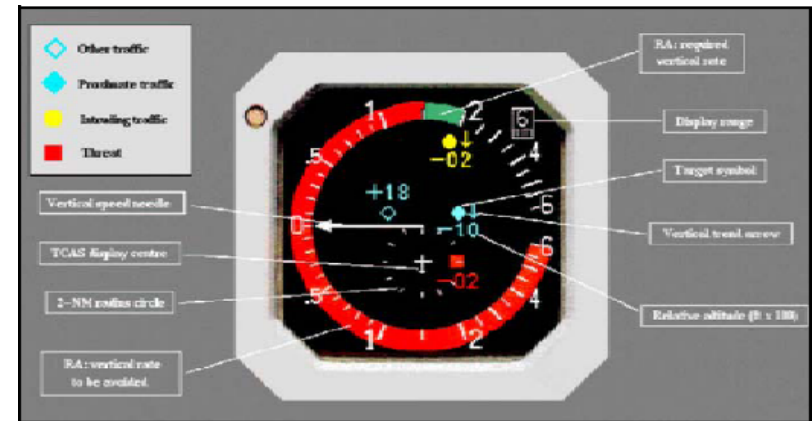 Other traffic
Proximate traffic
Intruding traffic
Threat
RA: required
vertical rate
Display range
Target symbol
Vertical trend arrow
Relative altitude (ft x 100)
Vertical speed needle
TCAS display centre
2-NM radius circle
RA: vertical rate
to be avoided
1 2
6
.5 4
-02
+18
0 6
-10
6
-02
.5 4
1 2